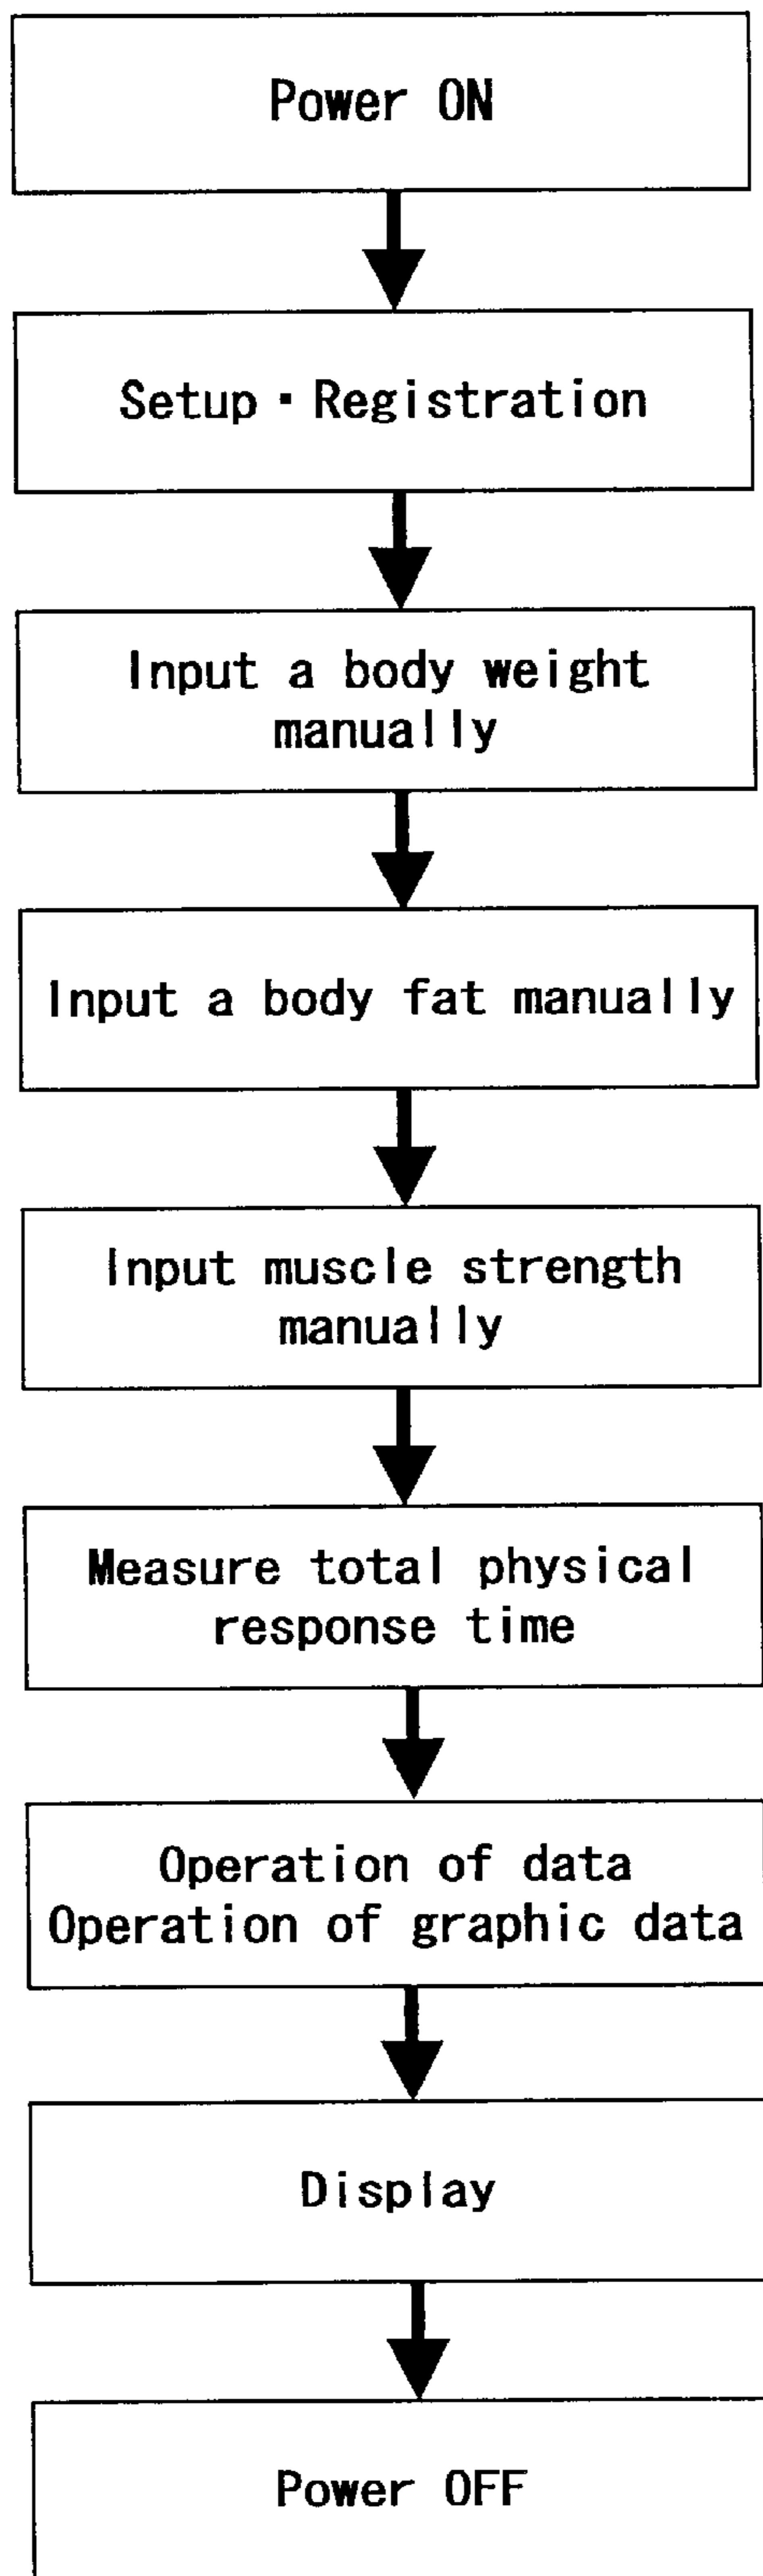 Power ON
Setup ▪ Registration
Input a body weight
manually
Input a body fat manually
Input muscle strength
manually
Measure total physical
response time
Operation of data
Operation of graphic data
Display
Power OFF